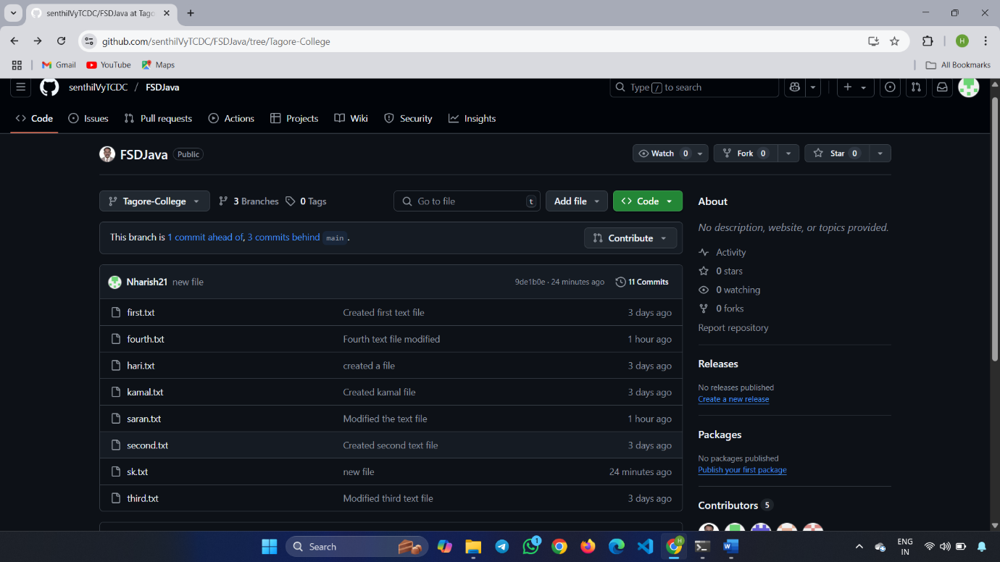 senthilVyTCDC/FSDJava at Tago
github.com/senthilVyTCDC/FSDJava/tree/Tagore-College
H
Gmail YouTube Maps All Bookmarks
senthilVyTCDC / FSDJava Type / to search
Code Issues Pull requests Actions Projects Wiki Security Insights
FSDJava Public Watch 0 Fork 0 Star 0
Tagore-College 3 Branches 0 Tags Go to file t Add file Code
This branch is 1 commit ahead of, 3 commits behind main .
Contribute
Nharish21 new file 9de1b0e · 24 minutes ago 11 Commits
first.txt Created first text file 3 days ago
fourth.txt Fourth text file modified 1 hour ago
hari.txt created a file 3 days ago
kamal.txt Created kamal file 3 days ago
saran.txt Modified the text file 1 hour ago
second.txt Created second text file 3 days ago
sk.txt new file 24 minutes ago
third.txt Modified third text file 3 days ago
About
No description, website, or topics provided.
Activity
0 stars
0 watching
0 forks
Report repository
Releases
No releases published
Create a new release
Packages
No packages published
Publish your first package
Contributors 5
Search
1
H
W
ENG
IN